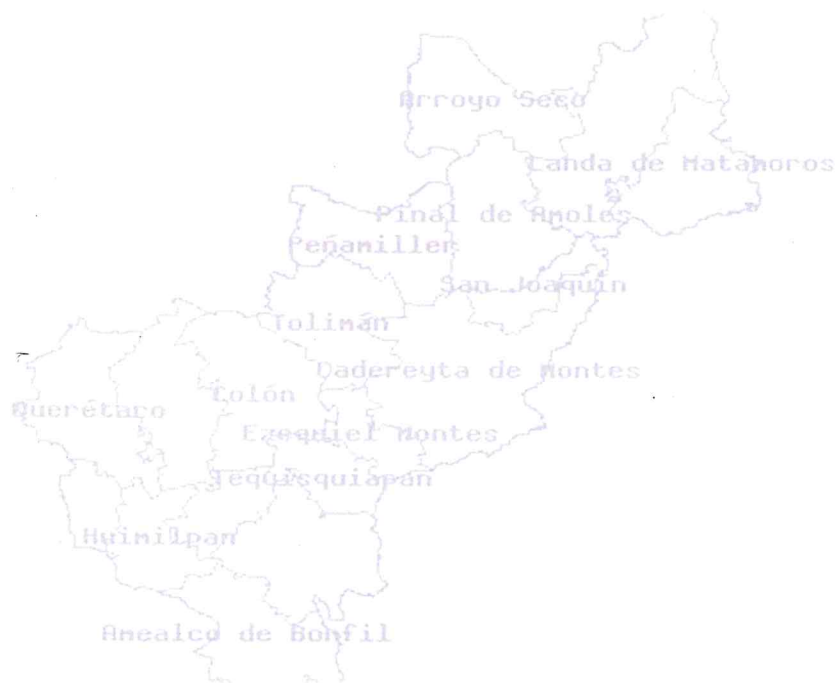 Arroyo Seco
Landa de Matamoros
Pinal de Amoles
Peñamiller
San Joaquín
Tolimán
Cadereyta de Montes
Colón
Querétaro
Ezequiel Montes
Tequisquiapan
Huimilpan
Amealco de Bonfil